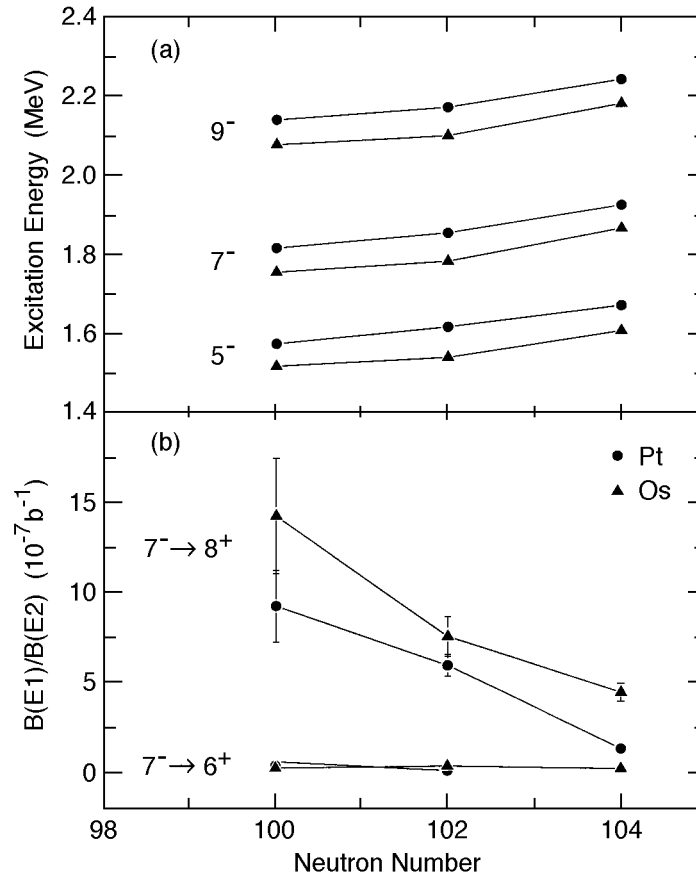 2.4
(a)
2.2
9⁻
2.0
1.8
7⁻
1.6
5⁻
1.4
Excitation Energy (MeV)
(b)
Pt
Os
15
7⁻→8⁺
10
5
7⁻→6⁺
0
B(E1)/B(E2) (10⁻⁷b⁻¹)
98
100
102
104
Neutron Number